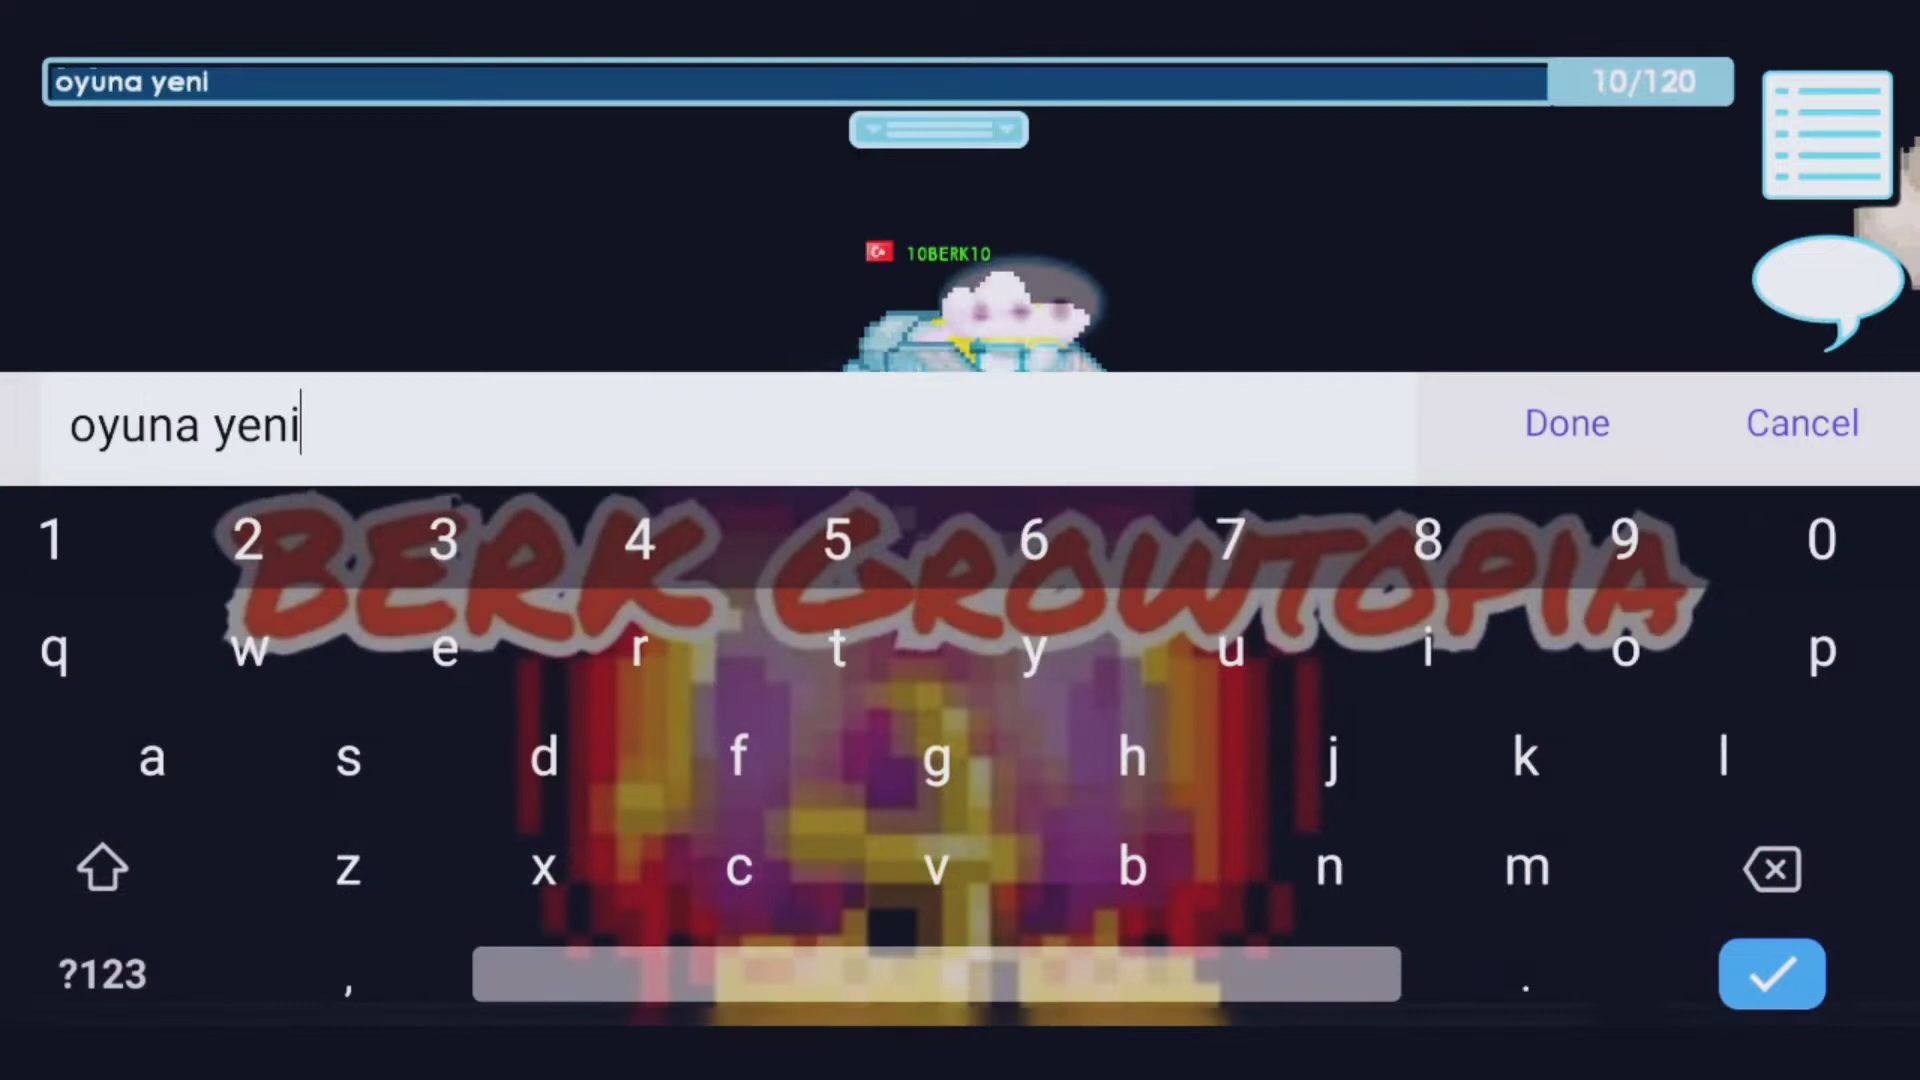 oyuna yeni
10/120
10BERK10
oyuna yeni
Done
Cancel
BERK GROWTOPIA
1 2 3 4 5 6 7 8 9 0
q w e r t y u i o p
a s d f g h j k l
z x c v b n m
?123 , .